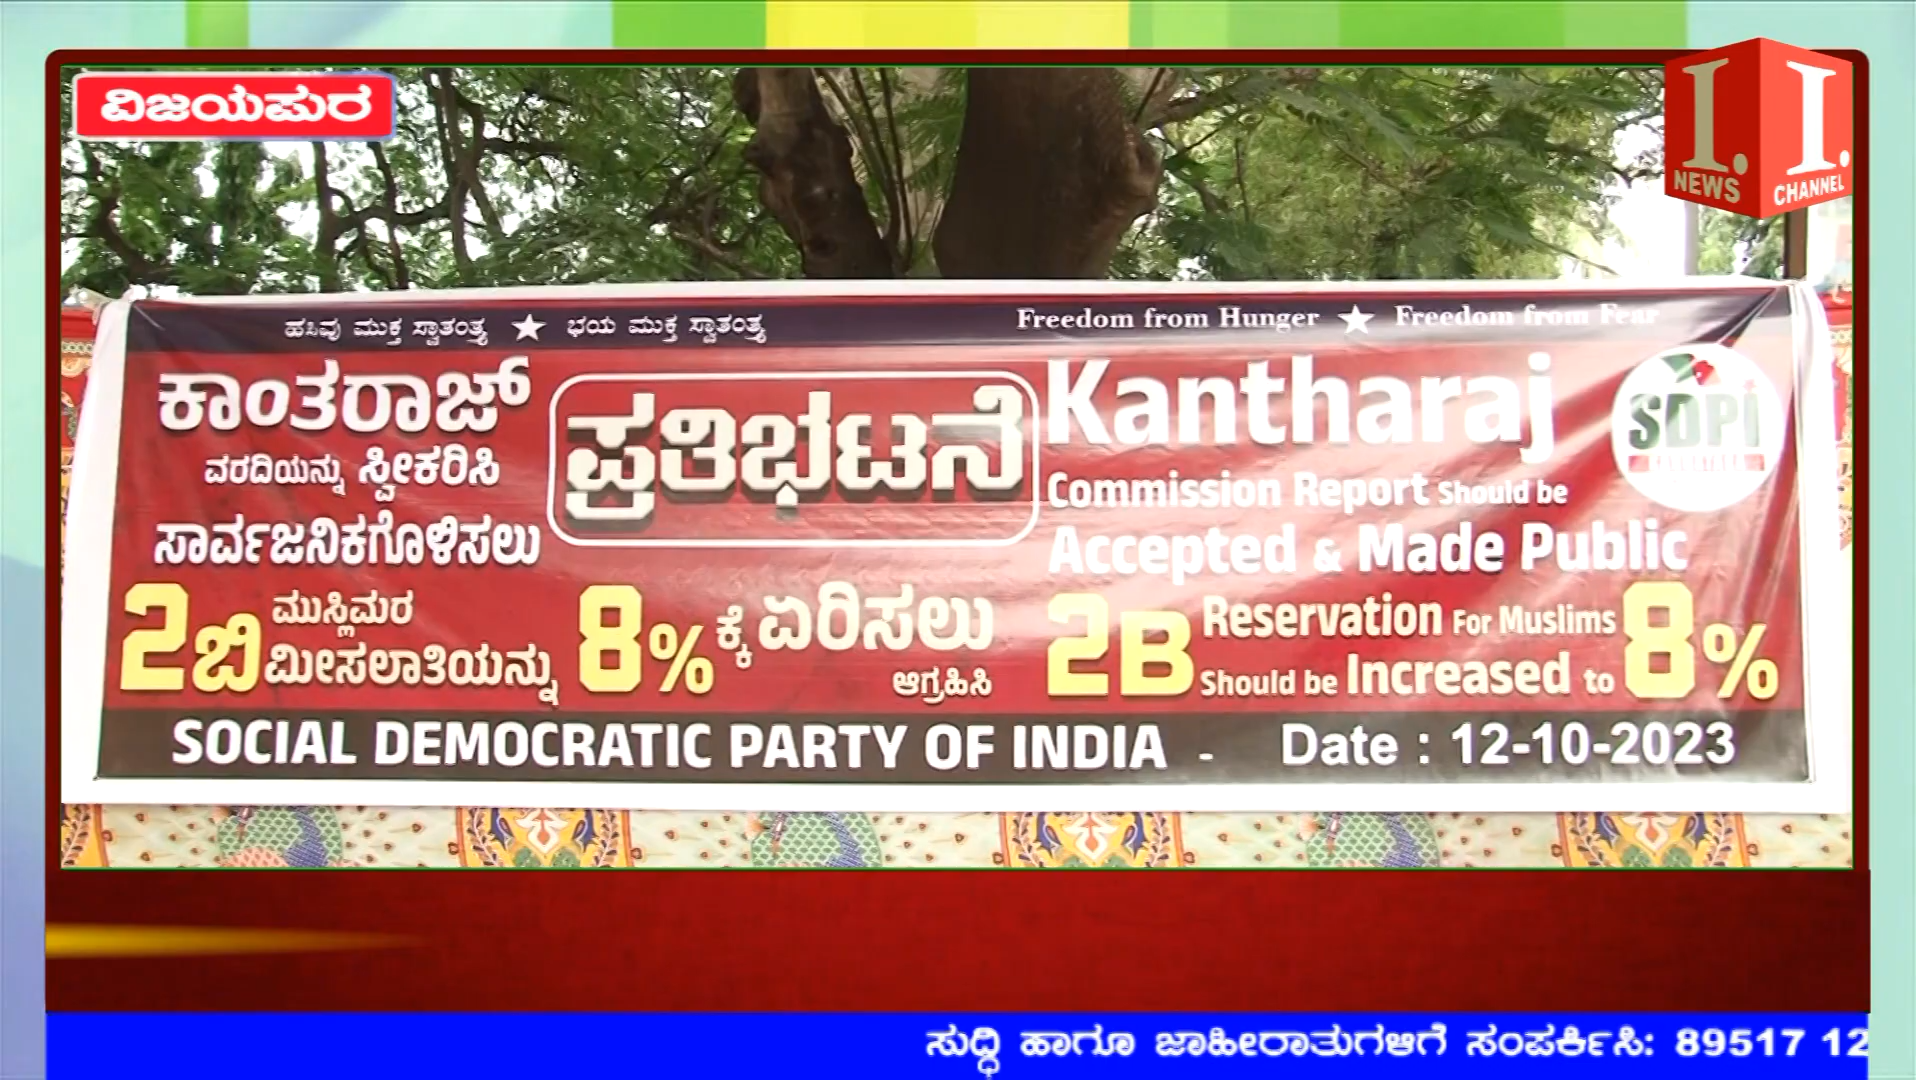 ವಿಜಯಪುರ
I. I.
NEWS CHANNEL
ಹಸಿವು ಮುಕ್ತ ಸ್ವಾತಂತ್ರ್ಯ ★ ಭಯ ಮುಕ್ತ ಸ್ವಾತಂತ್ರ್ಯ
Freedom from Hunger ★ Freedom from Fear
ಕಾಂತರಾಜ್
ವರದಿಯನ್ನು ಸ್ವೀಕರಿಸಿ
ಸಾರ್ವಜನಿಕಗೊಳಿಸಲು
ಪ್ರತಿಭಟನೆ
2ಬಿ ಮುಸ್ಲಿಮರ ಮೀಸಲಾತಿಯನ್ನು 8% ಕ್ಕೆ ಏರಿಸಲು
ಆಗ್ರಹಿಸಿ
Kantharaj
Commission Report Should be
Accepted & Made Public
2B Reservation For Muslims
Should be Increased to 8%
SDPI
SOCIAL DEMOCRATIC PARTY OF INDIA - Date : 12-10-2023
ಸುದ್ಧಿ ಹಾಗೂ ಜಾಹೀರಾತುಗಳಿಗೆ ಸಂಪರ್ಕಿಸಿ: 89517 12